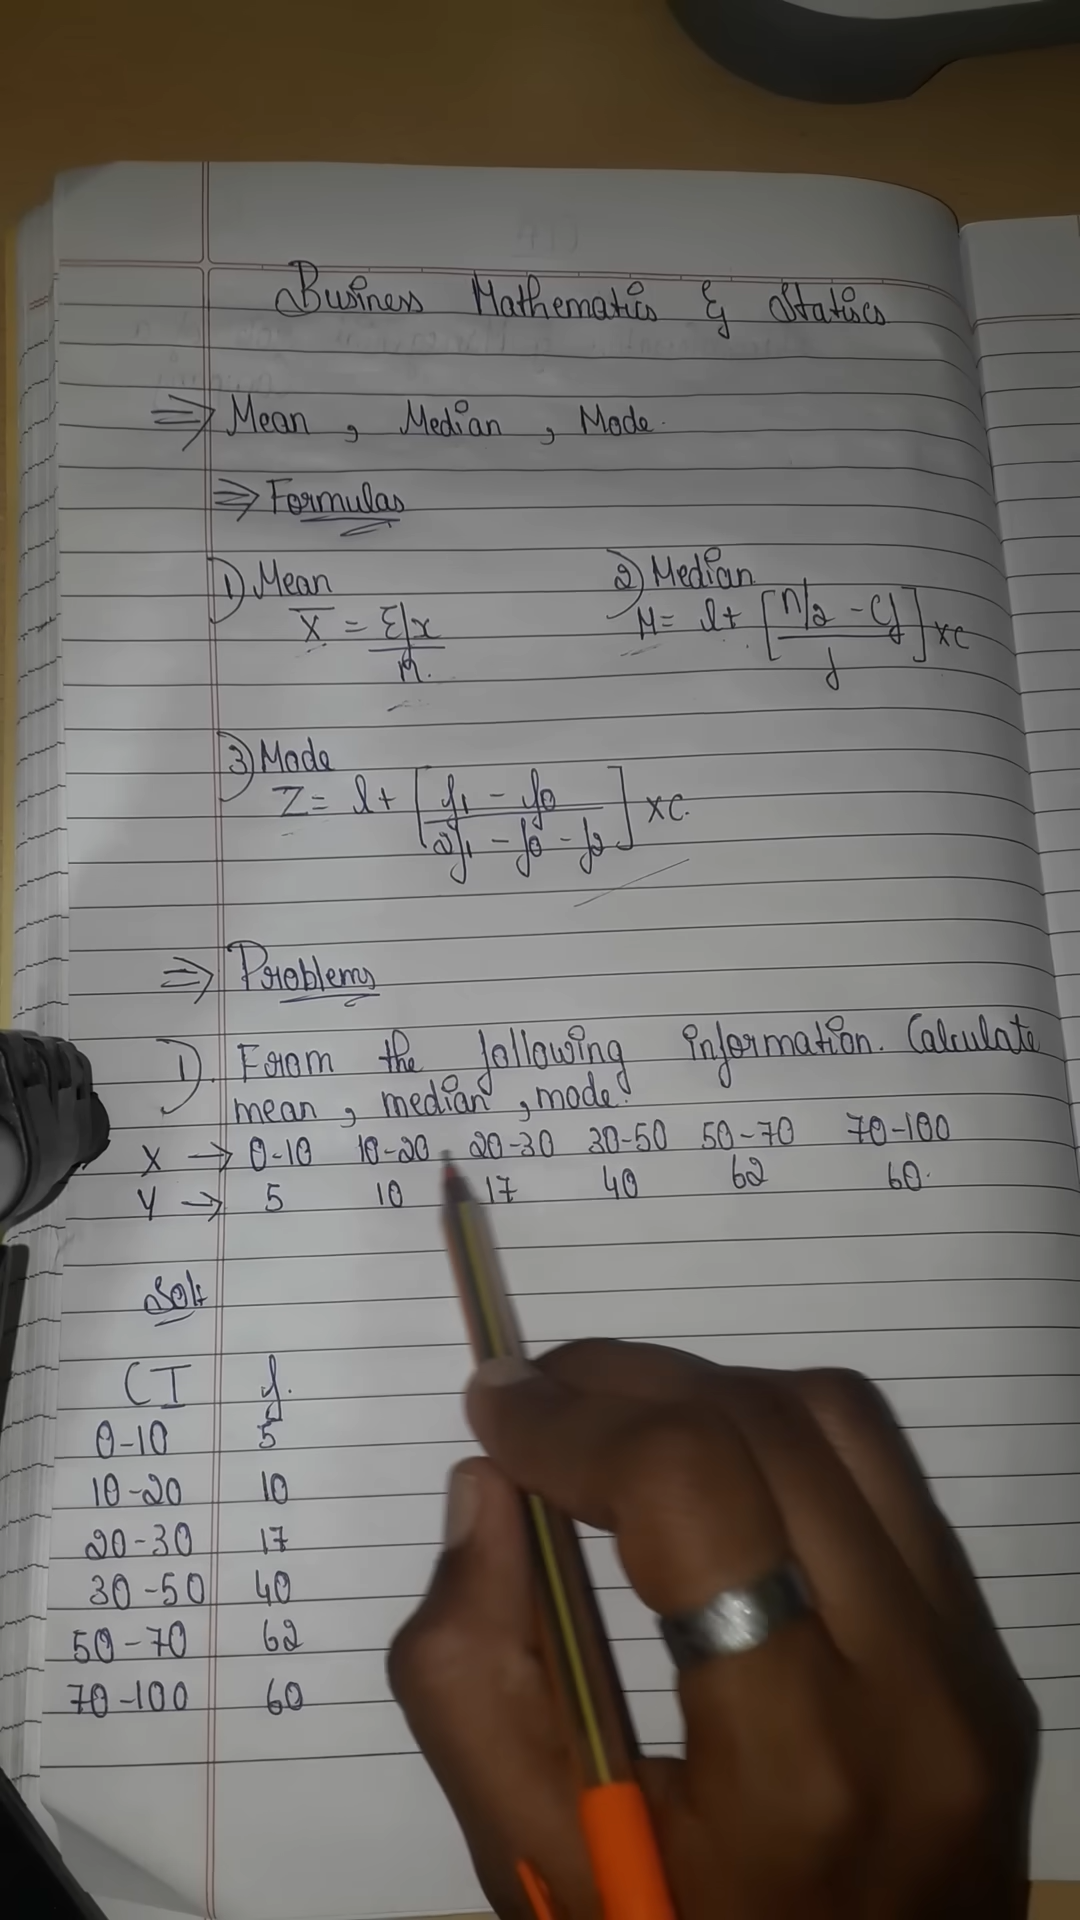 Business Mathematics & Statiscs
⇒ Mean, Median, Mode.
⇒ Formulas
1) Mean
X̄ = Σfx / n.
2) Median
M = l + [n/2 - cf / f] × c
3) Mode
Z = l + [f1 - f0 / 2f1 - f0 - f2] × c.
⇒ Problems
1). From the following information. Calculate
mean, median, mode.
X → 0-10 10-20 20-30 30-50 50-70 70-100
Y → 5 10 17 40 62 60.
Sol:
CI f.
0-10 5
10-20 10
20-30 17
30-50 40
50-70 62
70-100 60